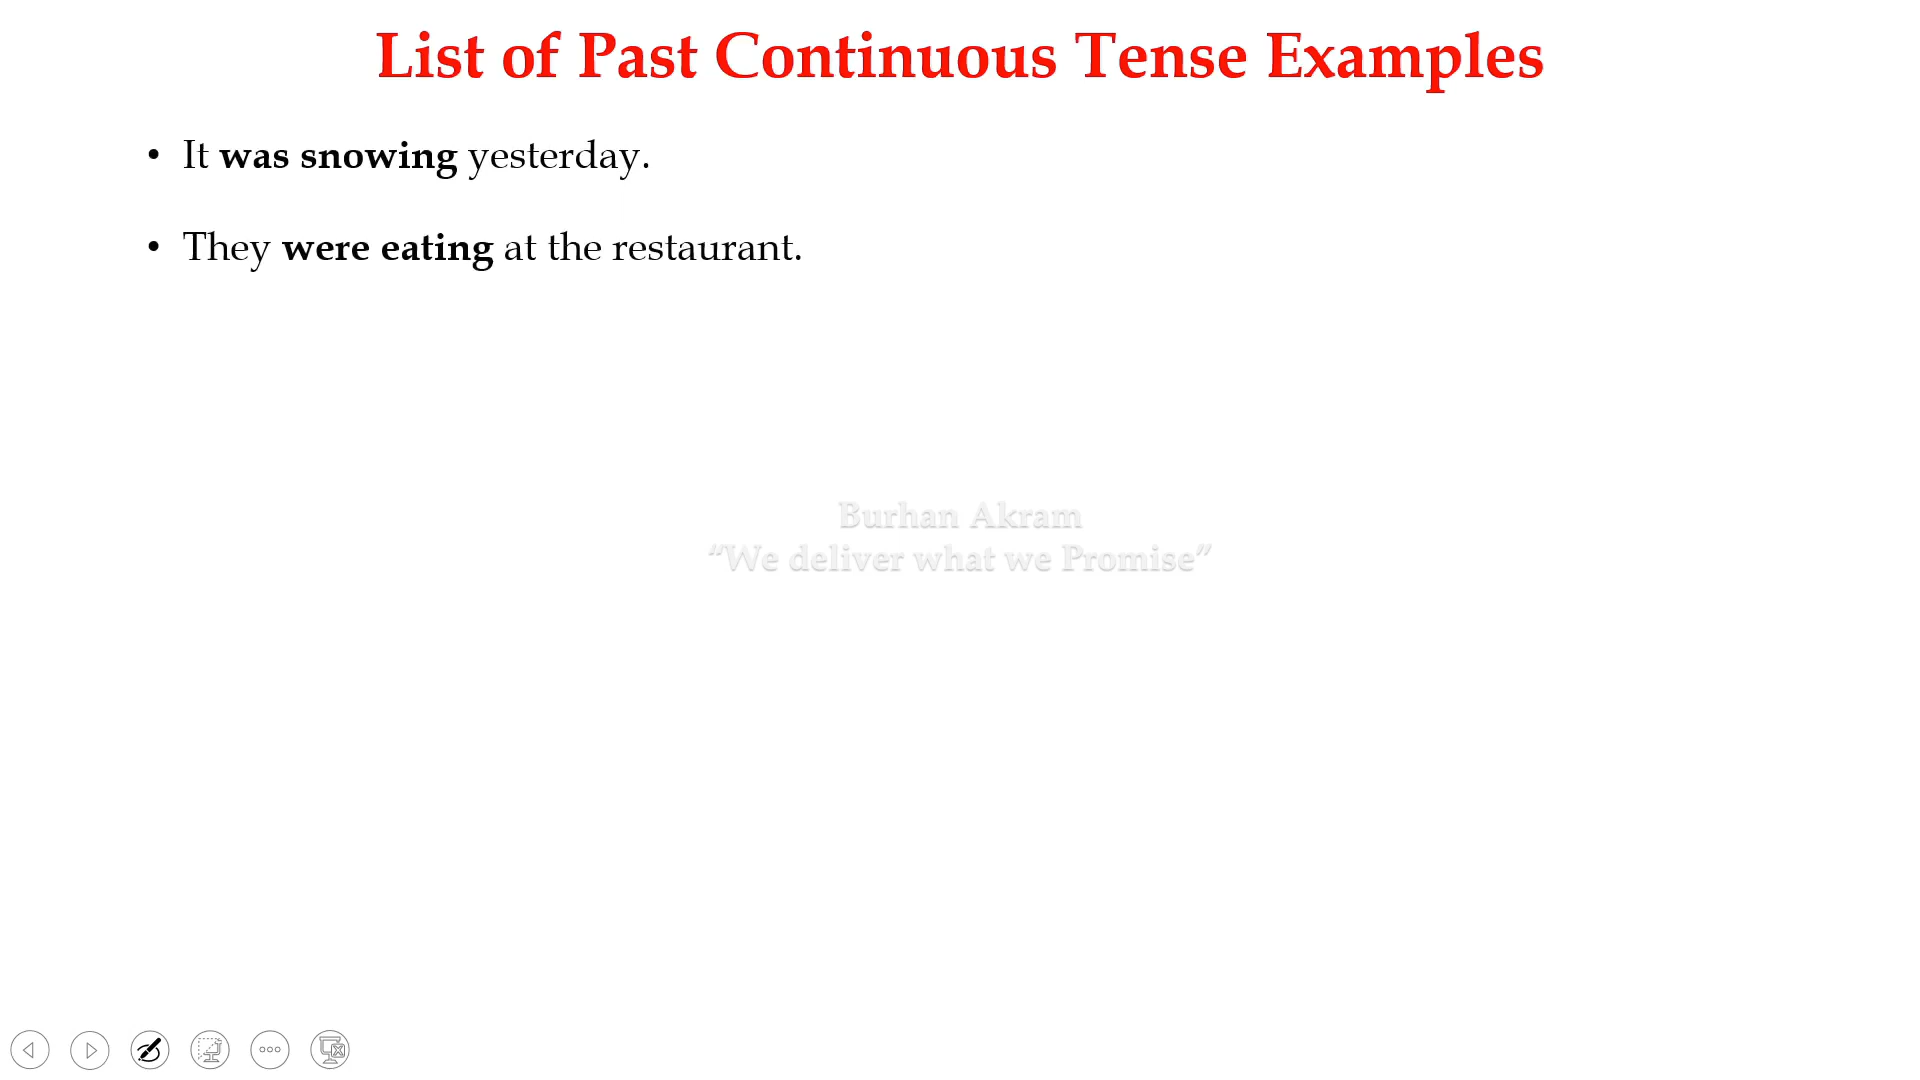 List of Past Continuous Tense Examples
• It was snowing yesterday.
• They were eating at the restaurant.
Burhan Akram
“We deliver what we Promise”